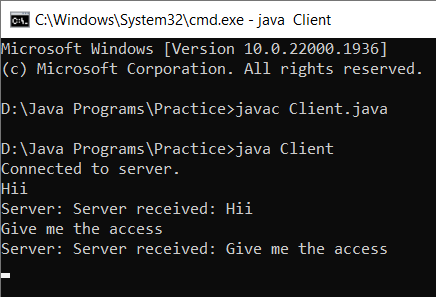 C:\Windows\System32\cmd.exe - java  Client
Microsoft Windows [Version 10.0.22000.1936]
(c) Microsoft Corporation. All rights reserved.
D:\Java Programs\Practice>javac Client.java
D:\Java Programs\Practice>java Client
Connected to server.
Hii
Server: Server received: Hii
Give me the access
Server: Server received: Give me the access